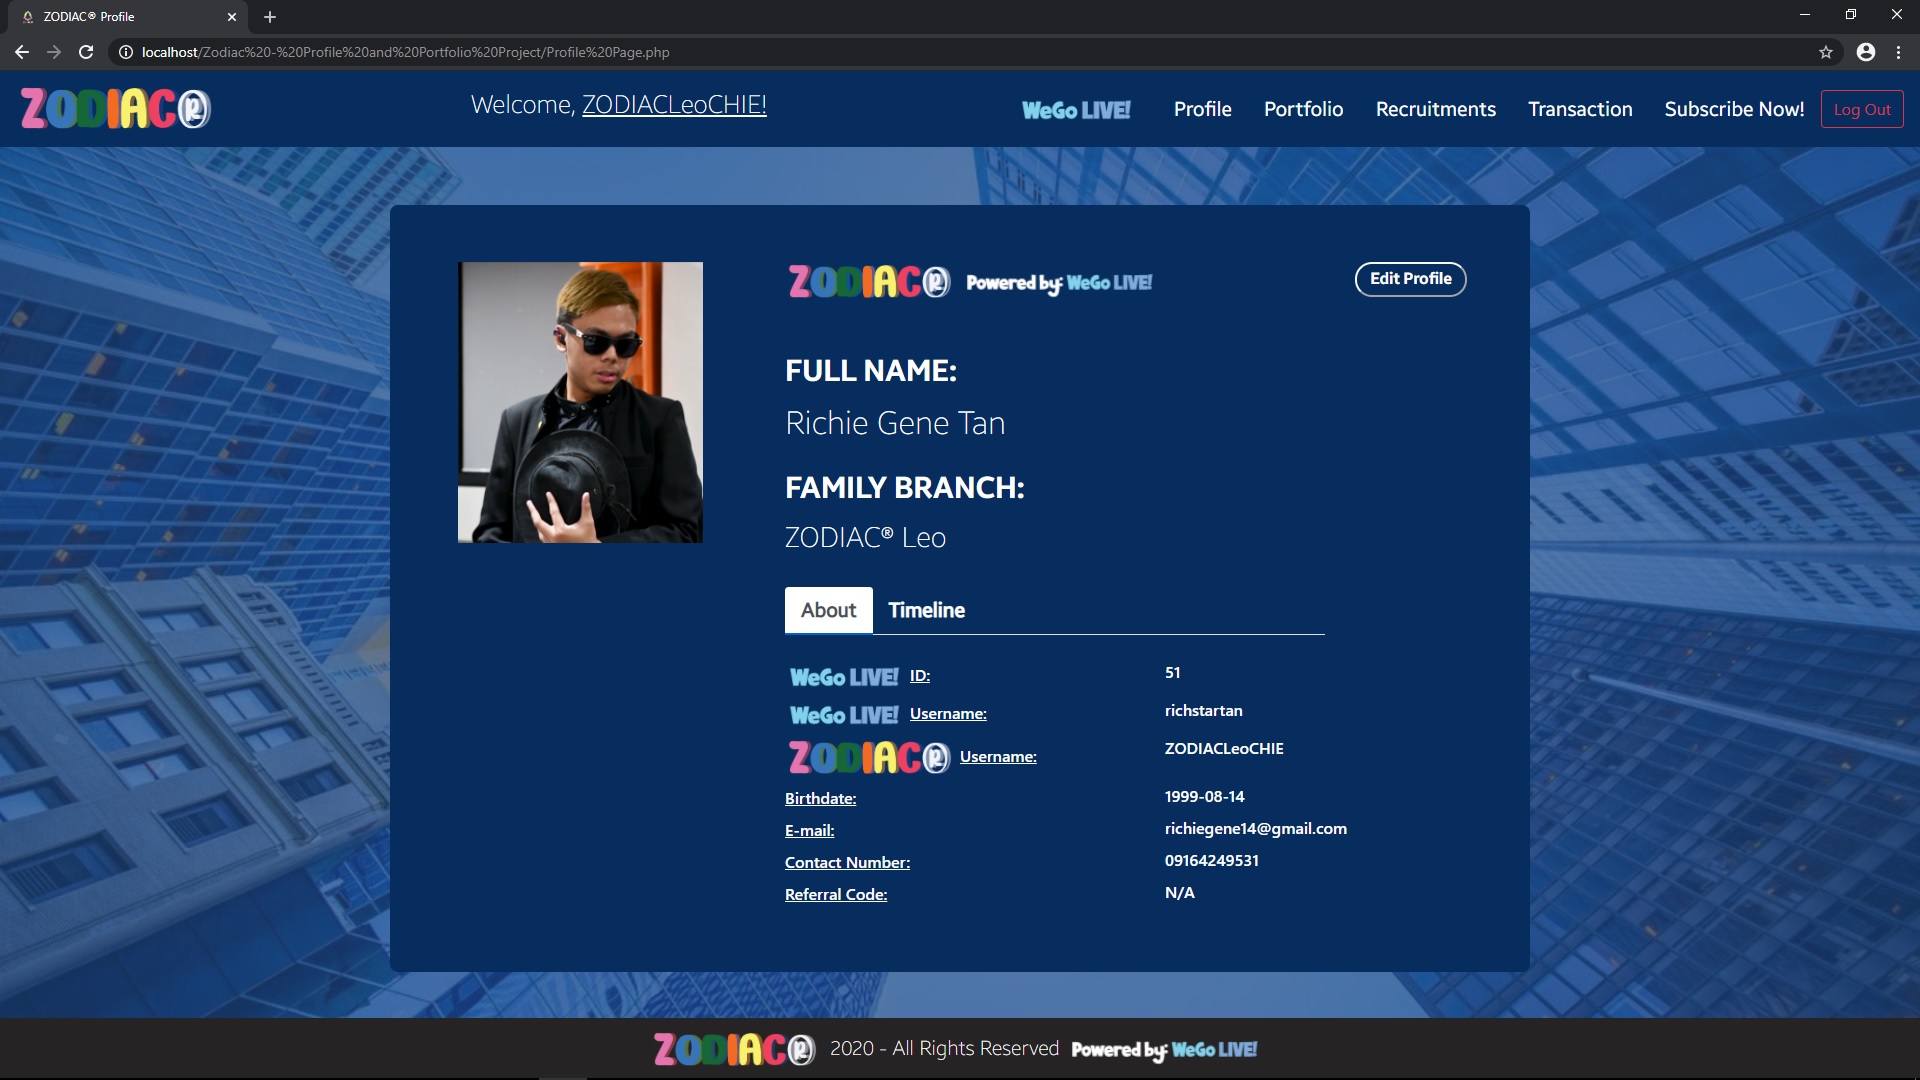 ZODIAC® Profile
localhost/Zodiac%20-%20Profile%20and%20Portfolio%20Project/Profile%20Page.php
ZODIAC® Welcome, ZODIACLeoCHIE! WeGo LIVE! Profile Portfolio Recruitments Transaction Subscribe Now! Log Out
ZODIAC® Powered by: WeGo LIVE! Edit Profile
FULL NAME:
Richie Gene Tan
FAMILY BRANCH:
ZODIAC® Leo
About Timeline
WeGo LIVE! ID: 51
WeGo LIVE! Username: richstartan
ZODIAC® Username: ZODIACLeoCHIE
Birthdate: 1999-08-14
E-mail: richiegene14@gmail.com
Contact Number: 09164249531
Referral Code: N/A
ZODIAC® 2020 - All Rights Reserved Powered by: WeGo LIVE!